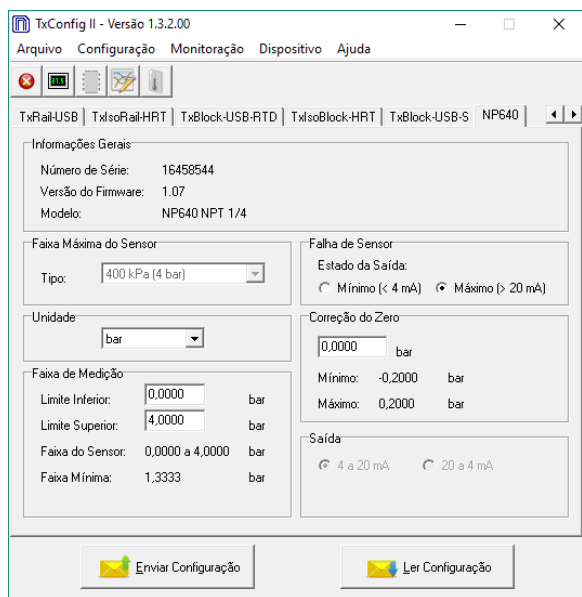 TxConfig II - Versão 1.3.2.00
Arquivo Configuração Monitoração Dispositivo Ajuda
TxRail-USB TxIsoRail-HRT TxBlock-USB-RTD TxIsoBlock-HRT TxBlock-USB-S NP640
Informações Gerais
Número de Série: 16458544
Versão do Firmware: 1.07
Modelo: NP640 NPT 1/4
Faixa Máxima do Sensor
Tipo: 400 kPa (4 bar)
Falha de Sensor
Estado da Saída:
Mínimo (< 4 mA) Máximo (> 20 mA)
Unidade
bar
Correção do Zero
0,0000 bar
Mínimo: -0,2000 bar
Máximo: 0,2000 bar
Faixa de Medição
Limite Inferior: 0,0000 bar
Limite Superior: 4,0000 bar
Faixa do Sensor: 0,0000 a 4,0000 bar
Faixa Mínima: 1,3333 bar
Saída
4 a 20 mA 20 a 4 mA
Enviar Configuração Ler Configuração